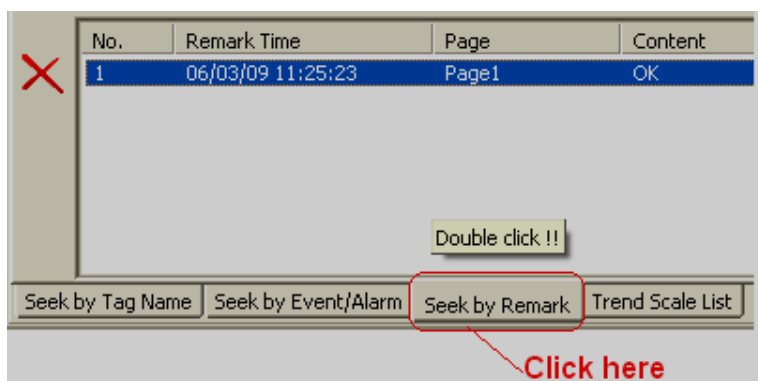 No. Remark Time Page Content
1 06/03/09 11:25:23 Page1 OK
Double click !!
Seek by Tag Name Seek by Event/Alarm Seek by Remark Trend Scale List
Click here